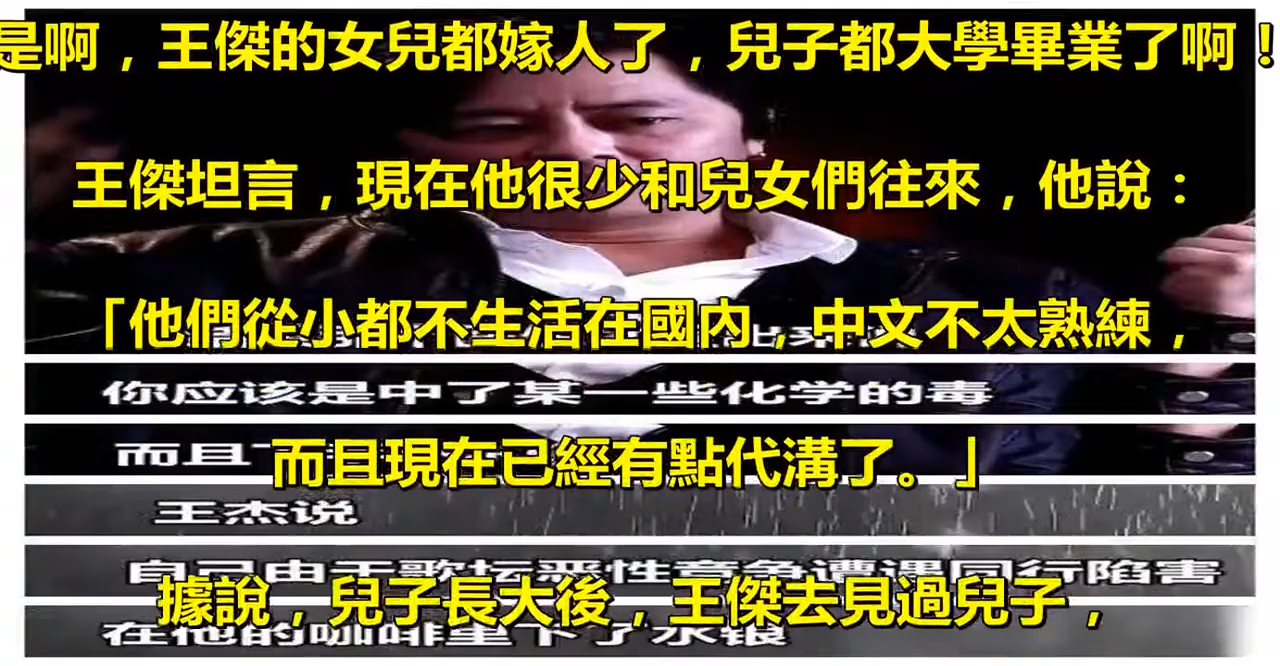 是啊，王傑的女兒都嫁人了，兒子都大學畢業了啊！
王傑坦言，現在他很少和兒女們往來，他說：
「他們從小都不生活在國內，中文不太熟練，
你应该是中了某一些化学的毒
而且
而且現在已經有點代溝了。」
王杰说
自己由于歌坛恶性竞争遭遇同行陷害
據說，兒子長大後，王傑去見過兒子，
在他的咖啡里下了水银